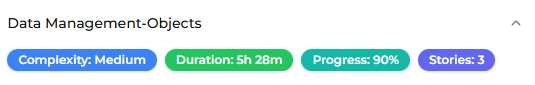 Data Management-Objects
Complexity: Medium Duration: 5h 28m Progress: 90% Stories: 3